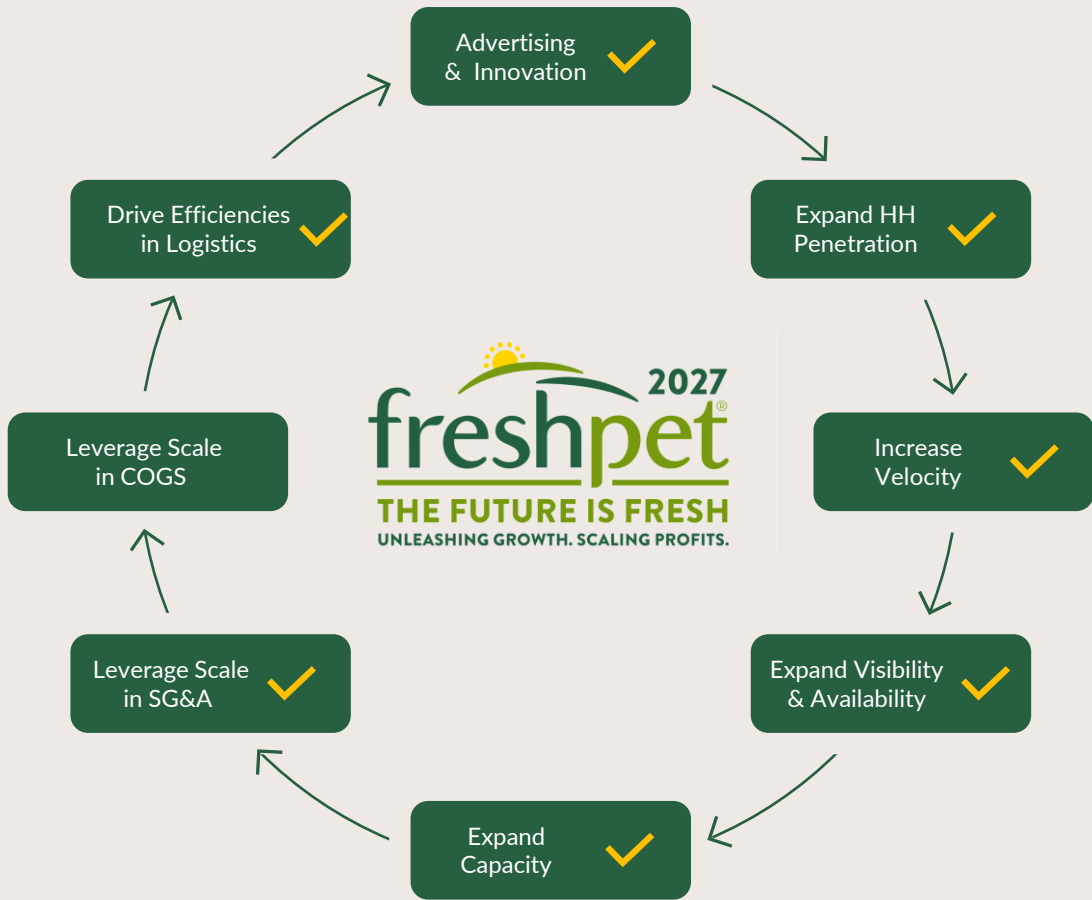 Advertising
& Innovation
Expand HH
Penetration
Increase
Velocity
Expand Visibility
& Availability
Expand
Capacity
Leverage Scale
in SG&A
Leverage Scale
in COGS
Drive Efficiencies
in Logistics
2027
freshpet®
THE FUTURE IS FRESH
UNLEASHING GROWTH. SCALING PROFITS.